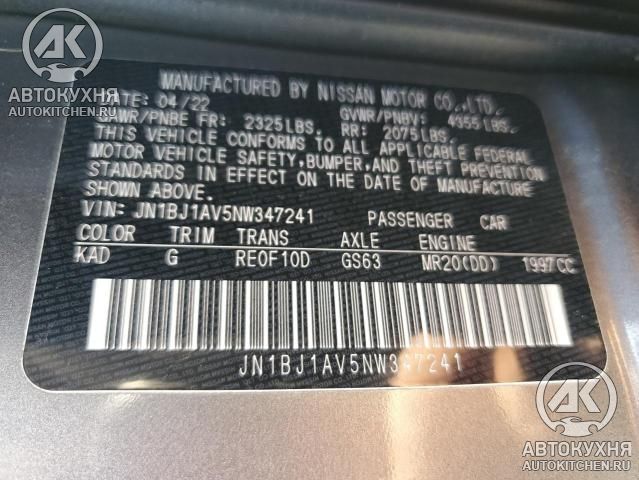 АВТОКУХНЯ
AUTOKITCHEN.RU
MANUFACTURED BY NISSAN MOTOR CO.,LTD.
DATE: 04/22 GVWR/PNBV: 4355LBS.
GAWR/PNBE FR: 2325LBS. RR: 2075LBS.
THIS VEHICLE CONFORMS TO ALL APPLICABLE FEDERAL
MOTOR VEHICLE SAFETY, BUMPER, AND THEFT PREVENTION
STANDARDS IN EFFECT ON THE DATE OF MANUFACTURE
SHOWN ABOVE.
VIN: JN1BJ1AV5NW347241 PASSENGER CAR
COLOR TRIM TRANS AXLE ENGINE
KAD G RE0F10D GS63 MR20(DD) 1997CC
JN1BJ1AV5NW347241
АВТОКУХНЯ
AUTOKITCHEN.RU